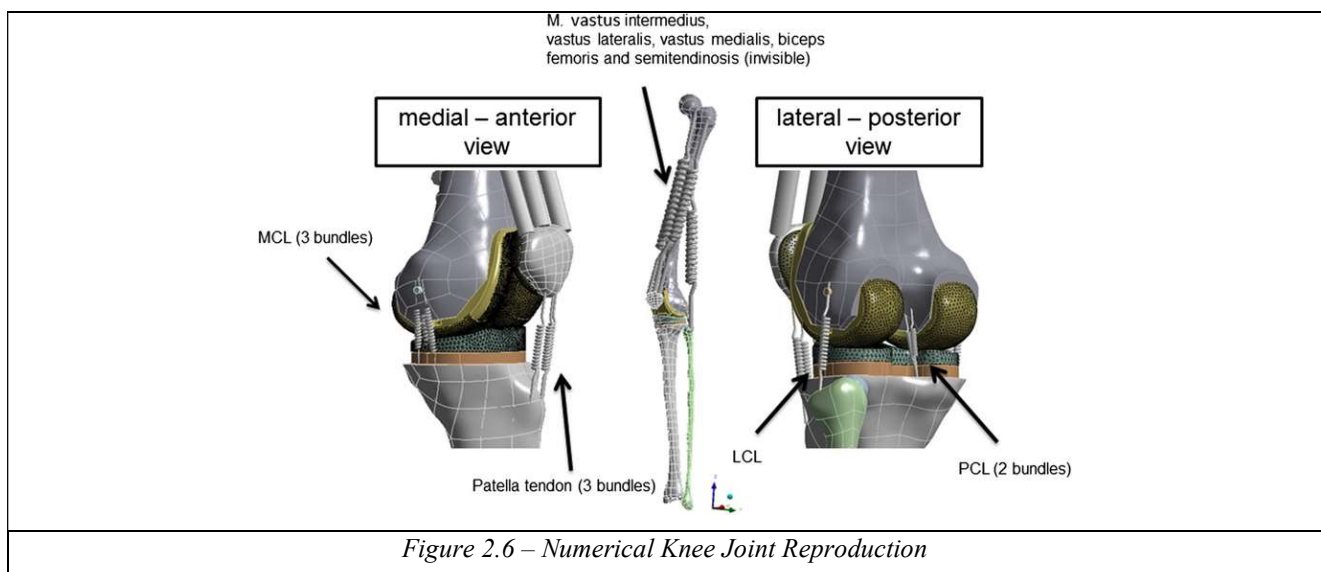 M. vastus intermedius,
vastus lateralis, vastus medialis, biceps
femoris and semitendinosis (invisible)
medial – anterior
view
lateral – posterior
view
MCL (3 bundles)
Patella tendon (3 bundles)
LCL
PCL (2 bundles)
Figure 2.6 – Numerical Knee Joint Reproduction